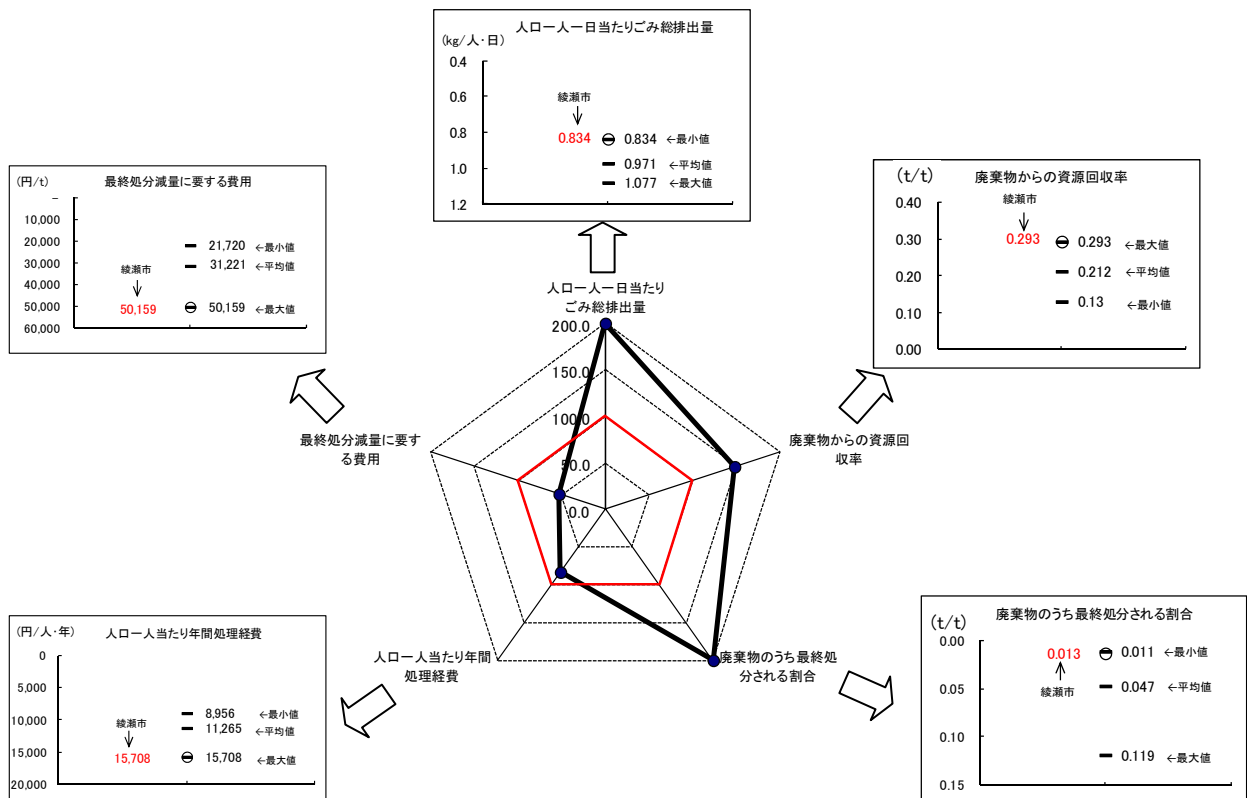 人口一人一日当たりごみ総排出量
(kg/人・日)
0.4
0.6
0.8
1.0
1.2
綾瀬市
↓
0.834
0.834 ←最小値
0.971 ←平均値
1.077 ←最大値
最終処分減量に要する費用
(円/t)
10,000
20,000
30,000
40,000
50,000
60,000
綾瀬市
↓
50,159
21,720 ←最小値
31,221 ←平均値
50,159 ←最大値
廃棄物からの資源回収率
(t/t)
0.40
0.30
0.20
0.10
0.00
綾瀬市
↓
0.293
0.293 ←最大値
0.212 ←平均値
0.13 ←最小値
人口一人一日当たり
ごみ総排出量
200.0
150.0
100.0
50.0
0.0
最終処分減量に要す
る費用
廃棄物からの資源回
収率
人口一人当たり年間
処理経費
廃棄物のうち最終処
分される割合
人口一人当たり年間処理経費
(円/人・年)
0
5,000
10,000
15,000
20,000
綾瀬市
↓
15,708
8,956 ←最小値
11,265 ←平均値
15,708 ←最大値
廃棄物のうち最終処分される割合
(t/t)
0.00
0.05
0.10
0.15
0.013
↑
綾瀬市
0.011 ←最小値
0.047 ←平均値
0.119 ←最大値